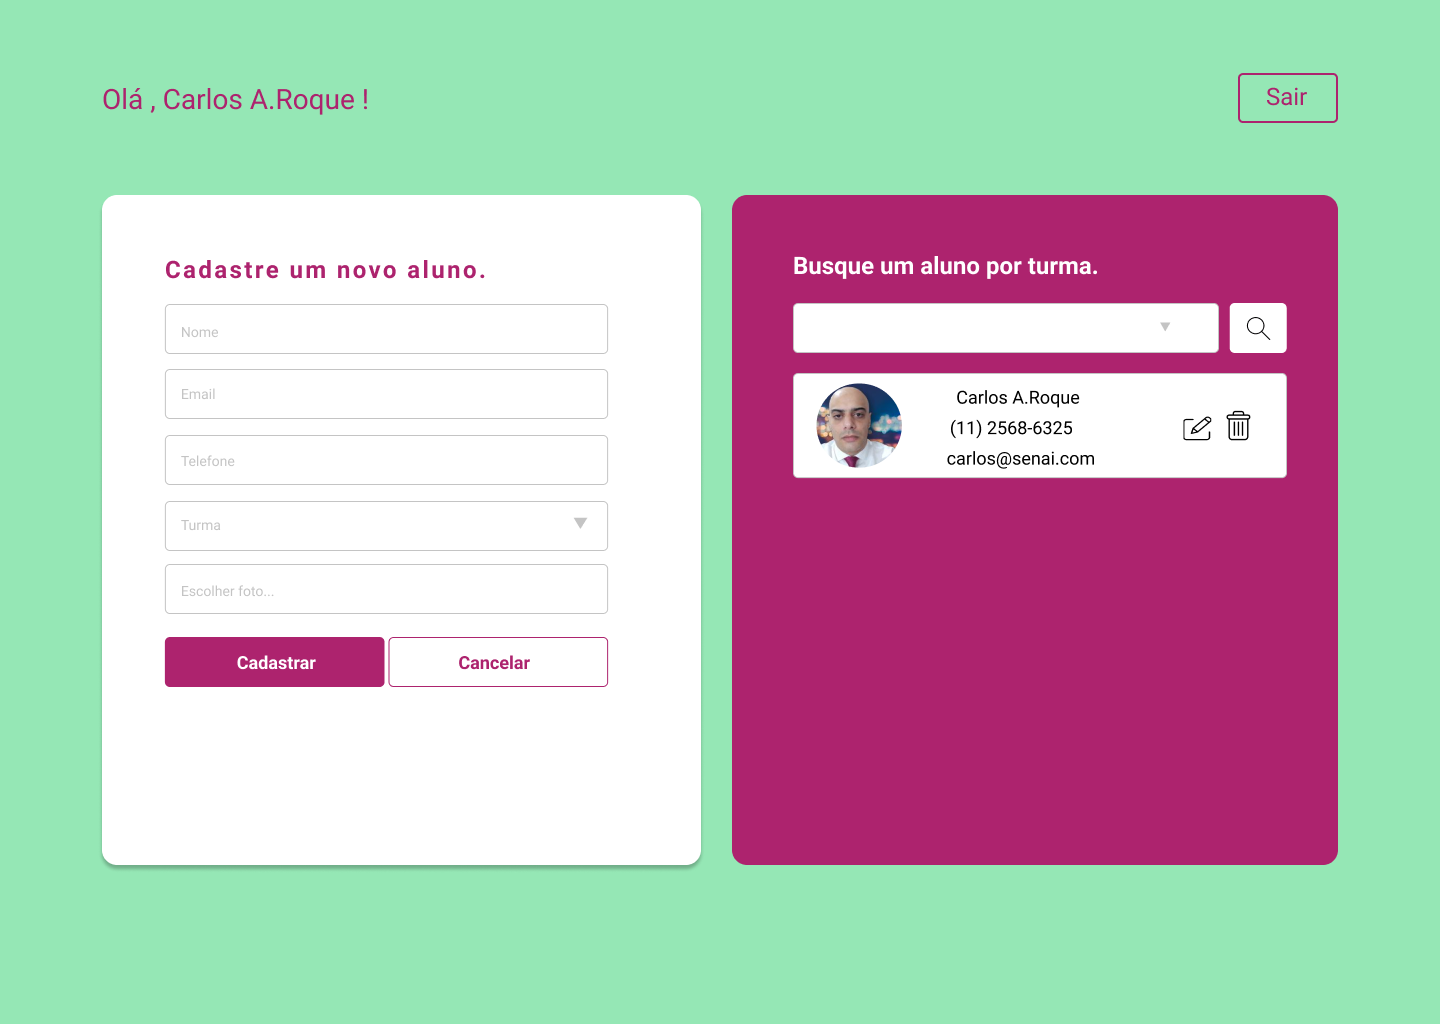 Olá , Carlos A.Roque !
Sair
Cadastre um novo aluno.
Nome
Email
Telefone
Turma
Escolher foto...
Cadastrar
Cancelar
Busque um aluno por turma.
Carlos A.Roque
(11) 2568-6325
carlos@senai.com